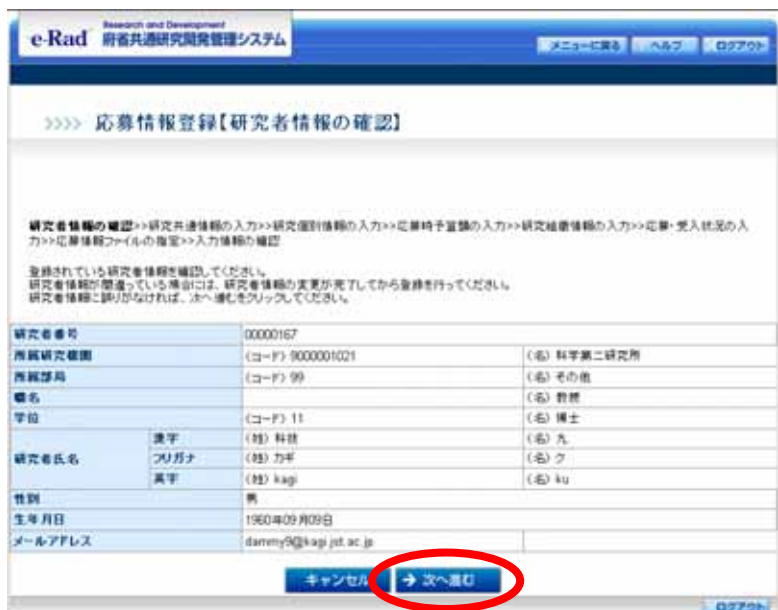 e-Rad
Research and Development
府省共通研究開発管理システム
メニューに戻る ヘルプ ログアウト
>>>> 応募情報登録【研究者情報の確認】
研究者情報の確認>>研究共通情報の入力>>研究個別情報の入力>>応募時予算額の入力>>研究組織情報の入力>>応募・受入状況の入
力>>応募情報ファイルの指定>>入力情報の確認
登録されている研究者情報を確認してください。
研究者情報が間違っている場合には、研究者情報の変更が完了してから登録を行ってください。
研究者情報に誤りがなければ、次へ進むをクリックしてください。
研究者番号 00000167
所属研究機関 (コード) 9000001021 (名) 科学第二研究所
所属部局 (コード) 99 (名) その他
職名 (名) 教授
学位 (コード) 11 (名) 博士
研究者氏名 漢字 (姓) 科技 (名) 九
フリガナ (姓) カギ (名) ク
英字 (姓) kagi (名) ku
性別 男
生年月日 1960年09月09日
メールアドレス dammy9@kagi.jst.ac.jp
キャンセル → 次へ進む
ログアウト